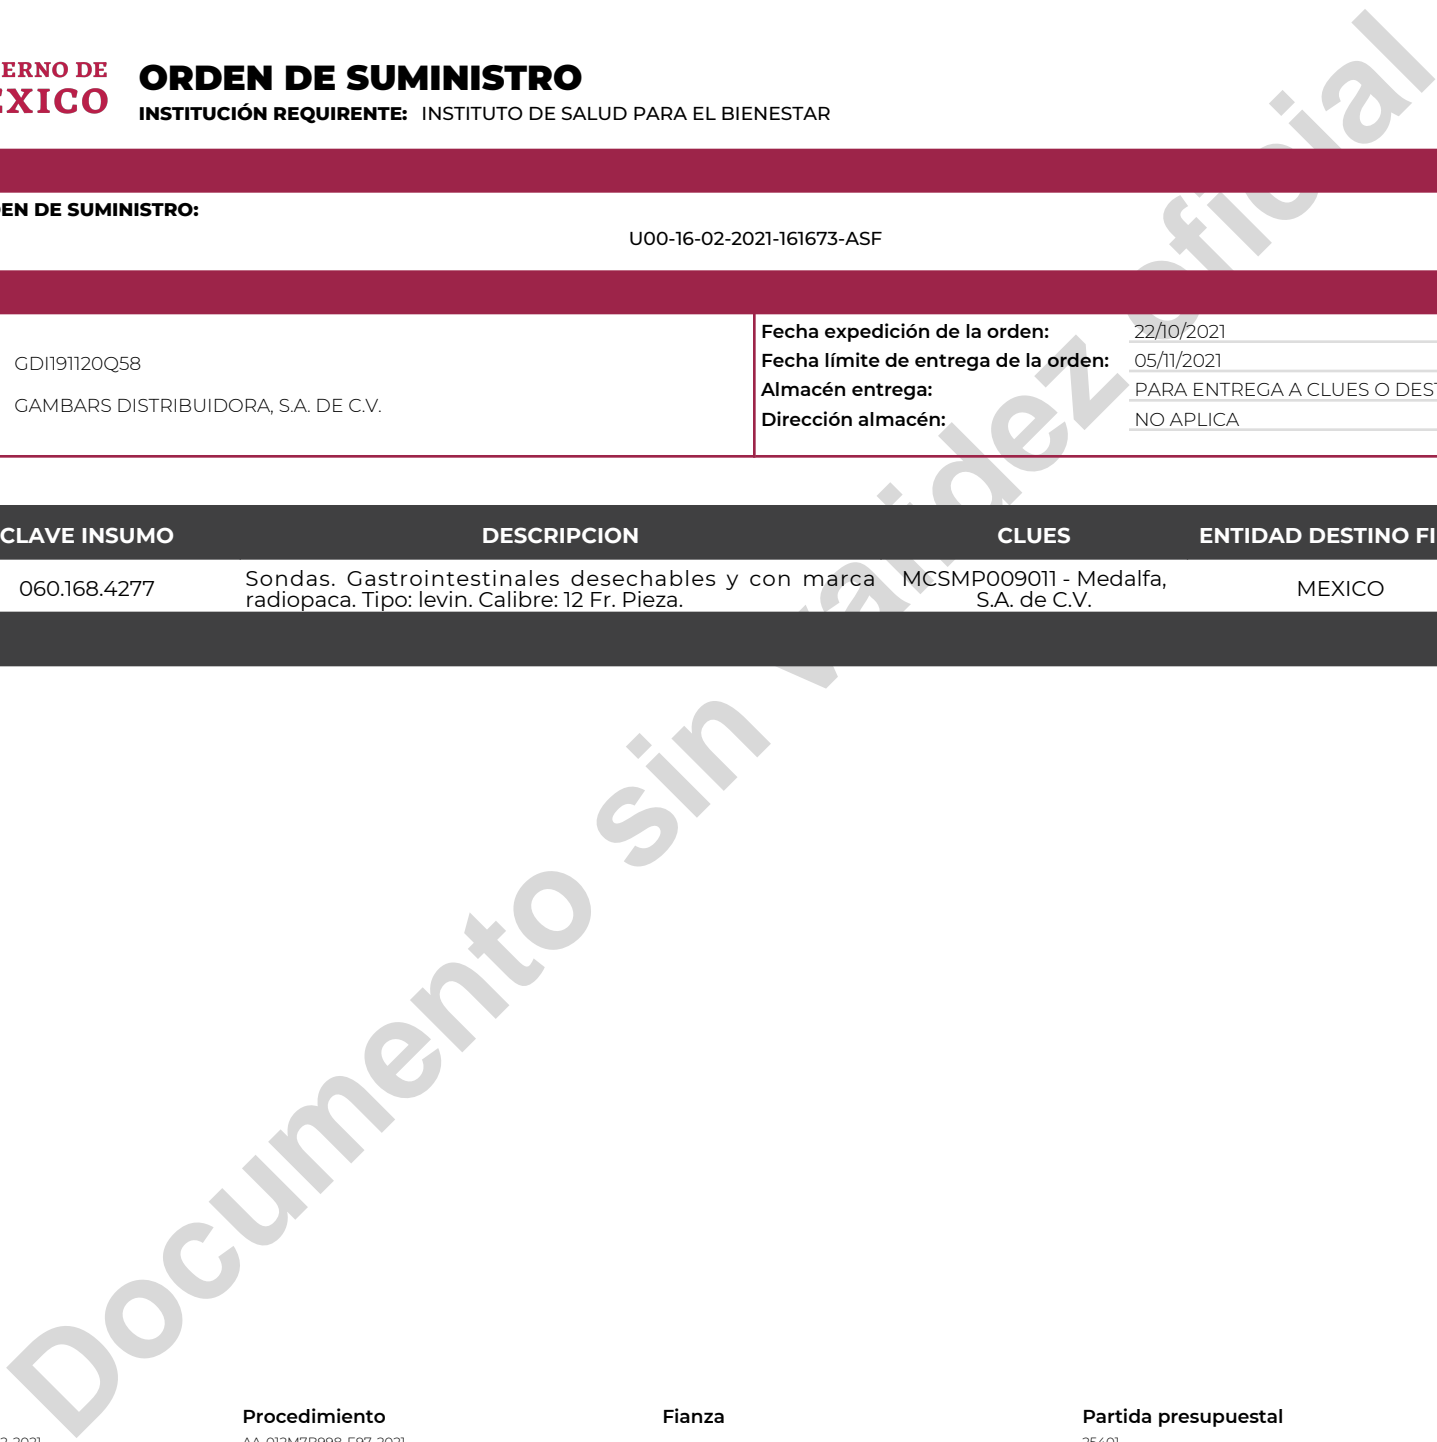 ERNO DE
ÉXICO
ORDEN DE SUMINISTRO
INSTITUCIÓN REQUIRENTE: INSTITUTO DE SALUD PARA EL BIENESTAR
EN DE SUMINISTRO:
U00-16-02-2021-161673-ASF
GDI191120Q58
GAMBARS DISTRIBUIDORA, S.A. DE C.V.
Fecha expedición de la orden: 22/10/2021
Fecha límite de entrega de la orden: 05/11/2021
Almacén entrega: PARA ENTREGA A CLUES O DEST
Dirección almacén: NO APLICA
CLAVE INSUMO DESCRIPCION CLUES ENTIDAD DESTINO FI
060.168.4277 Sondas. Gastrointestinales desechables y con marca radiopaca. Tipo: levin. Calibre: 12 Fr. Pieza. MCSMP009011 - Medalfa, S.A. de C.V. MEXICO
Documento sin validez oficial
Procedimiento Fianza Partida presupuestal